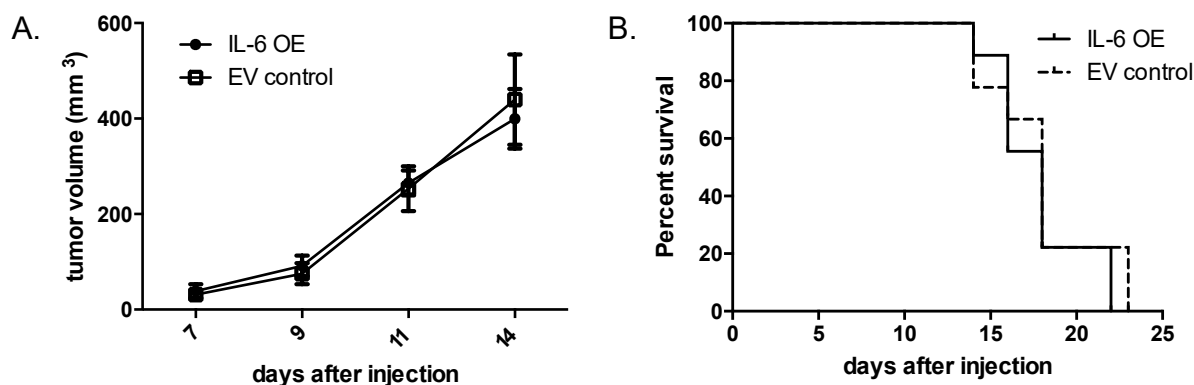 A.
tumor volume (mm ³)
600
400
200
0
IL-6 OE
EV control
7
9
11
14
days after injection
B.
Percent survival
100
80
60
40
20
0
IL-6 OE
EV control
0
5
10
15
20
25
days after injection